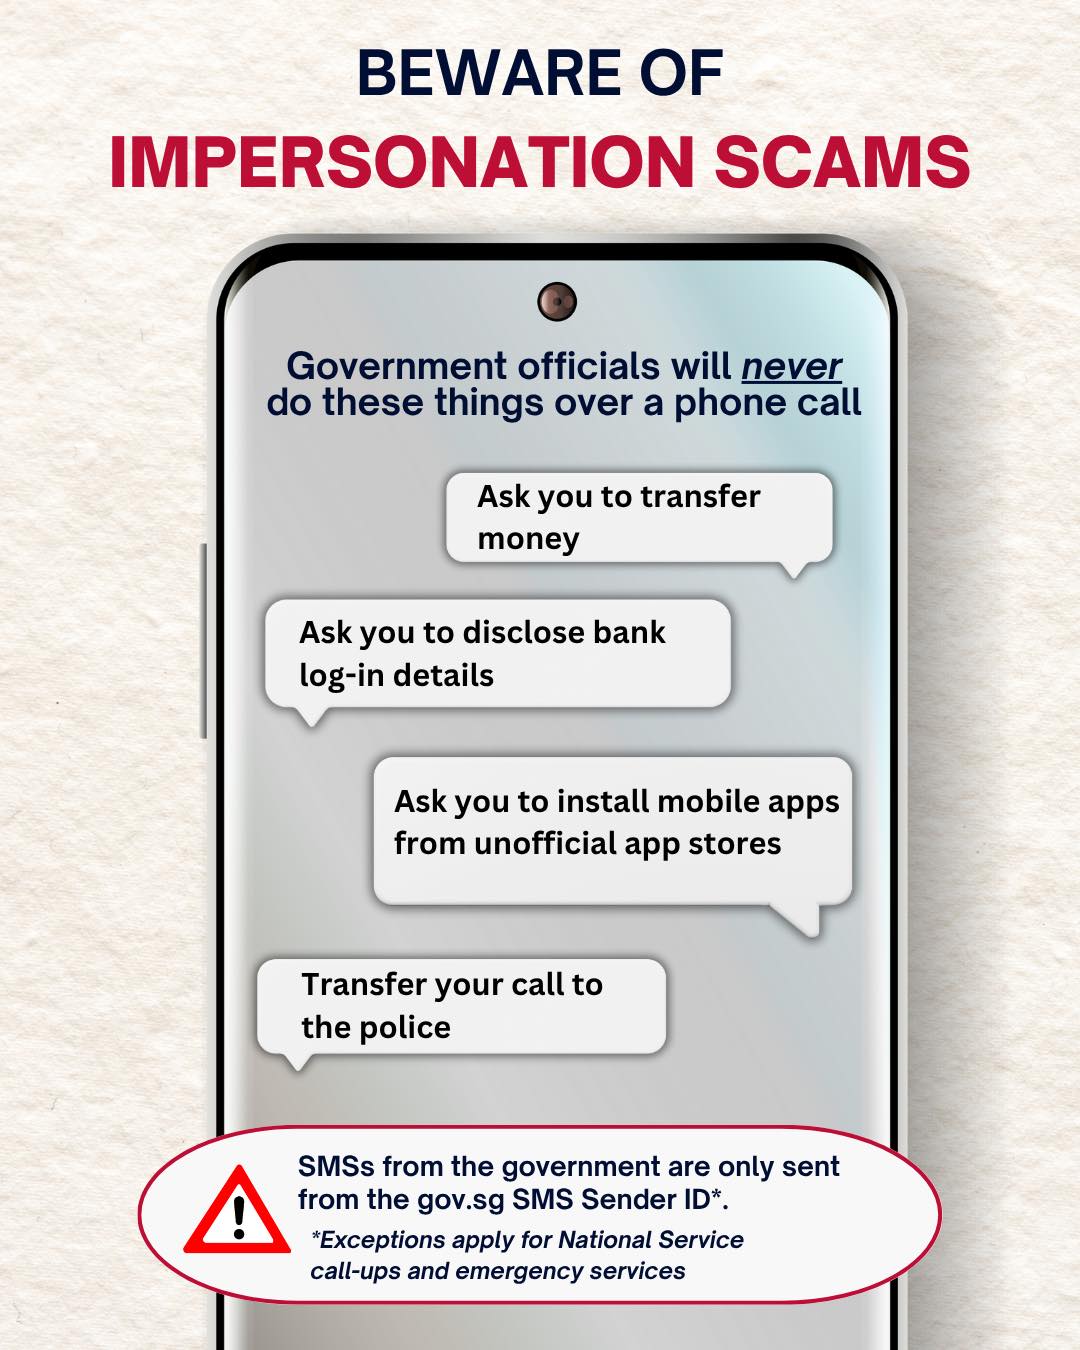 BEWARE OF
IMPERSONATION SCAMS
Government officials will never
do these things over a phone call
Ask you to transfer
money
Ask you to disclose bank
log-in details
Ask you to install mobile apps
from unofficial app stores
Transfer your call to
the police
SMSs from the government are only sent
from the gov.sg SMS Sender ID*.
*Exceptions apply for National Service
call-ups and emergency services